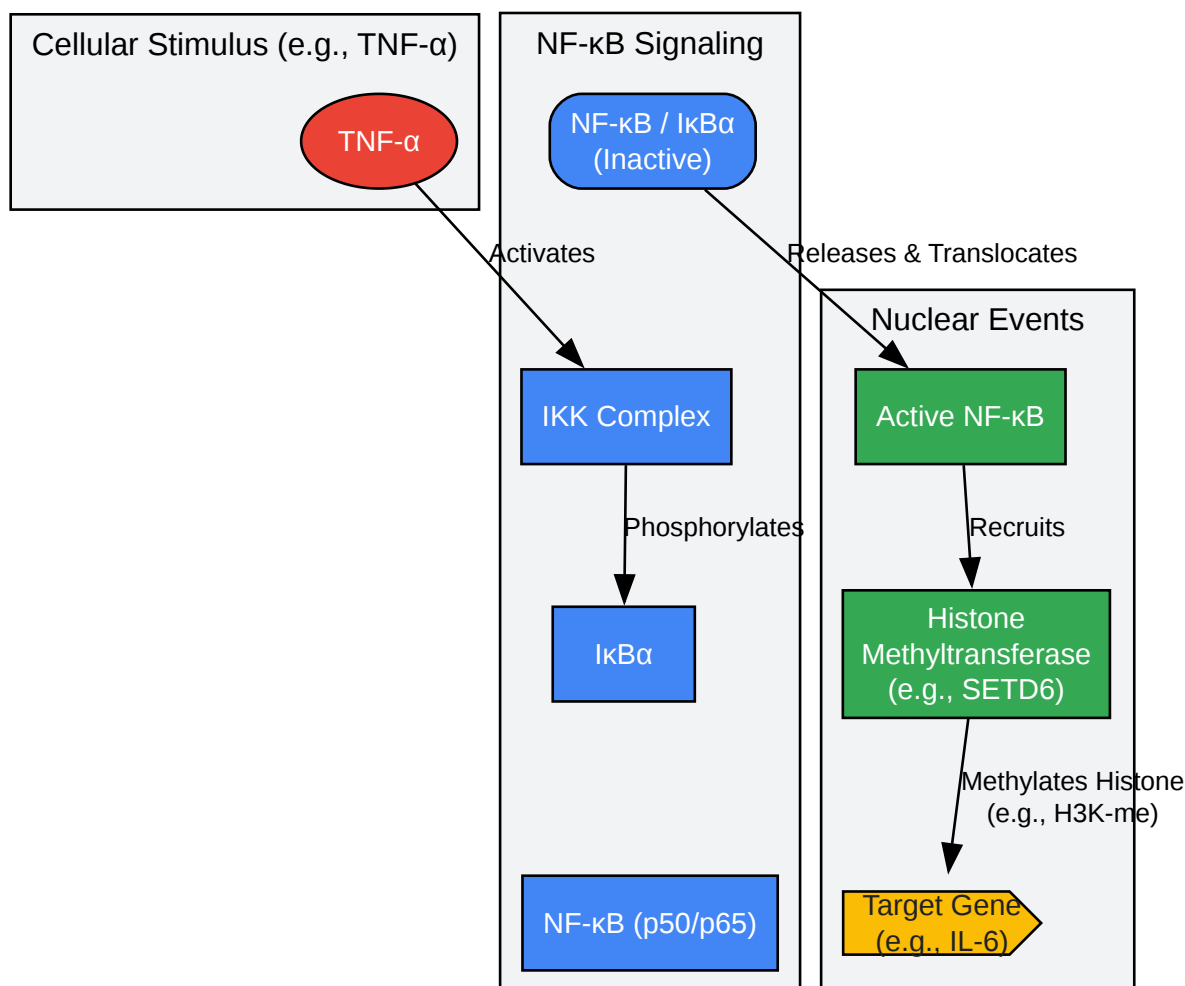 Cellular Stimulus (e.g., TNF-α)
TNF-α
NF-κB Signaling
NF-κB / IκBα
(Inactive)
Activates
Releases & Translocates
Nuclear Events
IKK Complex
Active NF-κB
Phosphorylates
Recruits
IκBα
Histone
Methyltransferase
(e.g., SETD6)
Methylates Histone
(e.g., H3K-me)
NF-κB (p50/p65)
Target Gene
(e.g., IL-6)